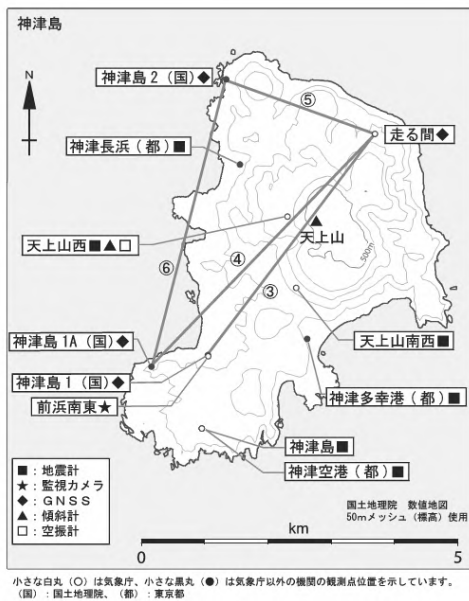 神津島
N
神津島2(国)◆
⑤
走る間◆
神津長浜(都)■
天上山西■▲□
天上山
500m
⑥
④
③
神津島1A(国)◆
天上山南西■
神津島1(国)◆
前浜南東★
神津多幸港(都)■
神津島■
神津空港(都)■
■:地震計
★:監視カメラ
◆:GNSS
▲:傾斜計
□:空振計
国土地理院 数値地図
50mメッシュ(標高)使用
km
0
5
小さな白丸(○)は気象庁、小さな黒丸(●)は気象庁以外の機関の観測点位置を示しています。
(国):国土地理院、(都):東京都